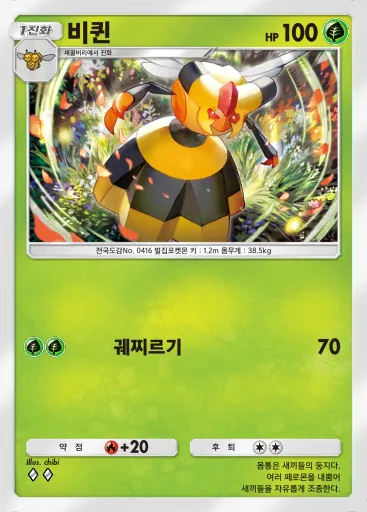 1진화 비퀸 HP 100
세꿀버리에서 진화
전국도감No. 0416 벌집포켓몬 키 : 1.2m 몸무게 : 38.5kg
궤찌르기 70
약점 +20 후퇴
Illus. chibi
몸통은 새끼들의 둥지다.
여러 페로몬을 내뿜어
새끼들을 자유롭게 조종한다.